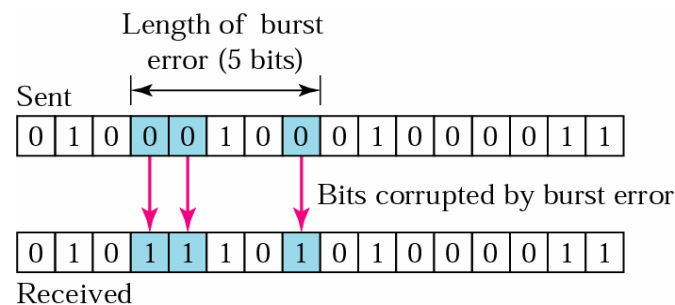 Length of burst
error (5 bits)
Sent
0 1 0 0 0 1 0 0 0 1 0 0 0 0 1 1
Bits corrupted by burst error
0 1 0 1 1 1 0 1 0 1 0 0 0 0 1 1
Received